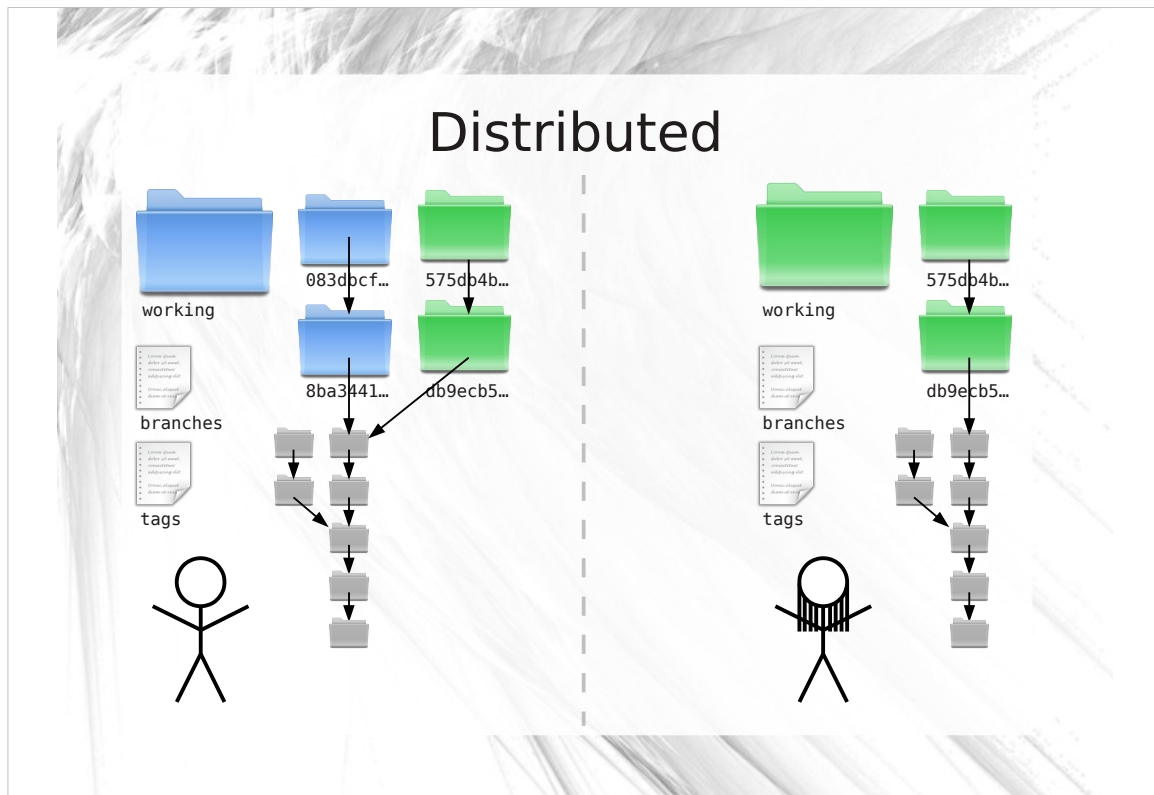 Distributed
working
083dbcf…
575db4b…
8ba3441…
db9ecb5…
branches
tags
working
575db4b…
db9ecb5…
branches
tags